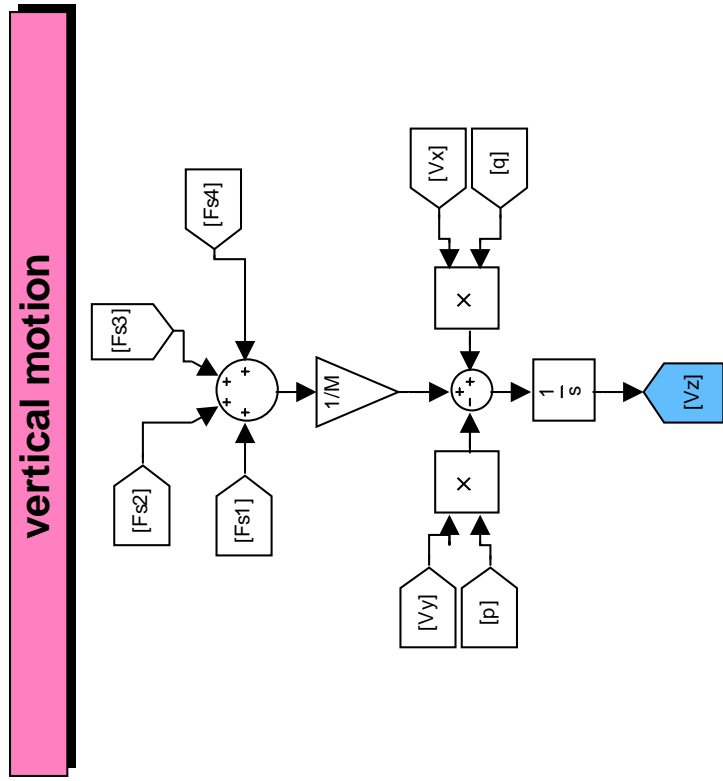 vertical motion
[Fs1]
[Fs2]
[Fs3]
[Fs4]
+
+
+
+
1/M
[Vy]
[p]
×
[Vx]
[q]
×
-
+
+
1
s
[Vz]